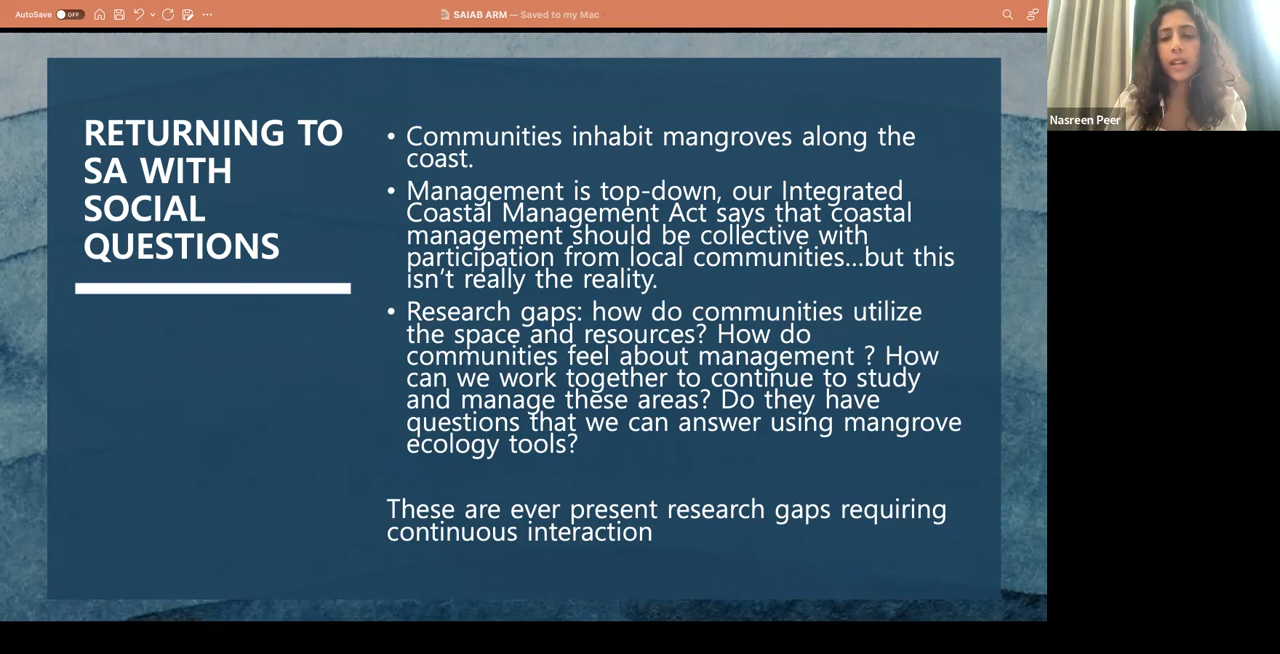 AutoSave OFF
SAIAB ARM — Saved to my Mac
Nasreen Peer
RETURNING TO
SA WITH
SOCIAL
QUESTIONS
• Communities inhabit mangroves along the
coast.
• Management is top-down, our Integrated
Coastal Management Act says that coastal
management should be collective with
participation from local communities...but this
isn't really the reality.
• Research gaps: how do communities utilize
the space and resources? How do
communities feel about management ? How
can we work together to continue to study
and manage these areas? Do they have
questions that we can answer using mangrove
ecology tools?
These are ever present research gaps requiring
continuous interaction